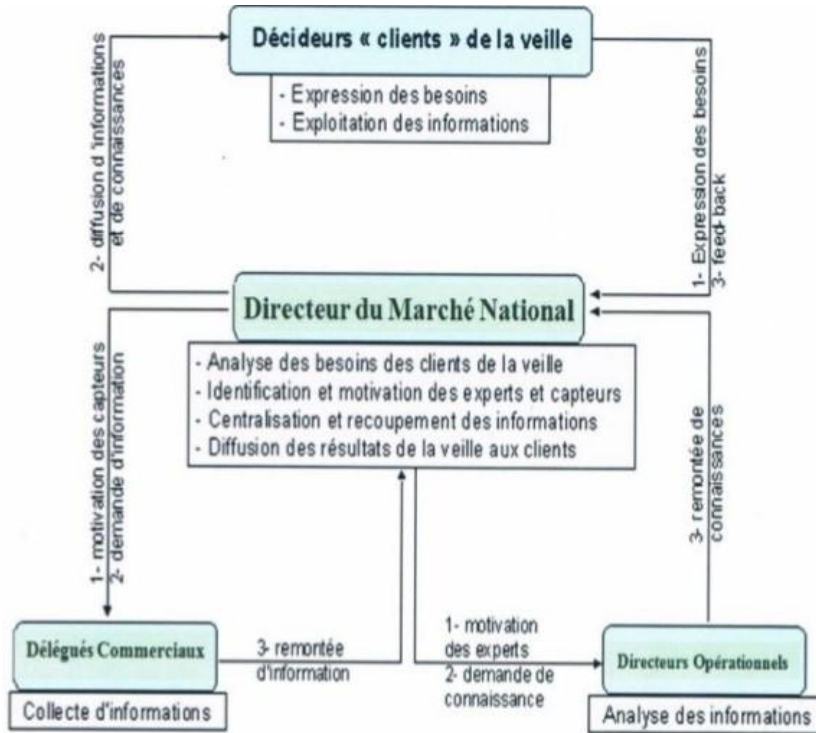 Décideurs « clients » de la veille
- Expression des besoins
- Exploitation des informations
2- diffusion d 'informations
et de connaissances
1- Expression des besoins
3- feed-back
Directeur du Marché National
- Analyse des besoins des clients de la veille
- Identification et motivation des experts et capteurs
- Centralisation et recoupement des informations
- Diffusion des résultats de la veille aux clients
1- motivation des capteurs
2- demande d'information
3- remontée de
connaissances
Délégués Commerciaux
Collecte d'informations
3- remontée
d'information
1- motivation
des experts
2- demande de
connaissance
Directeurs Opérationnels
Analyse des informations